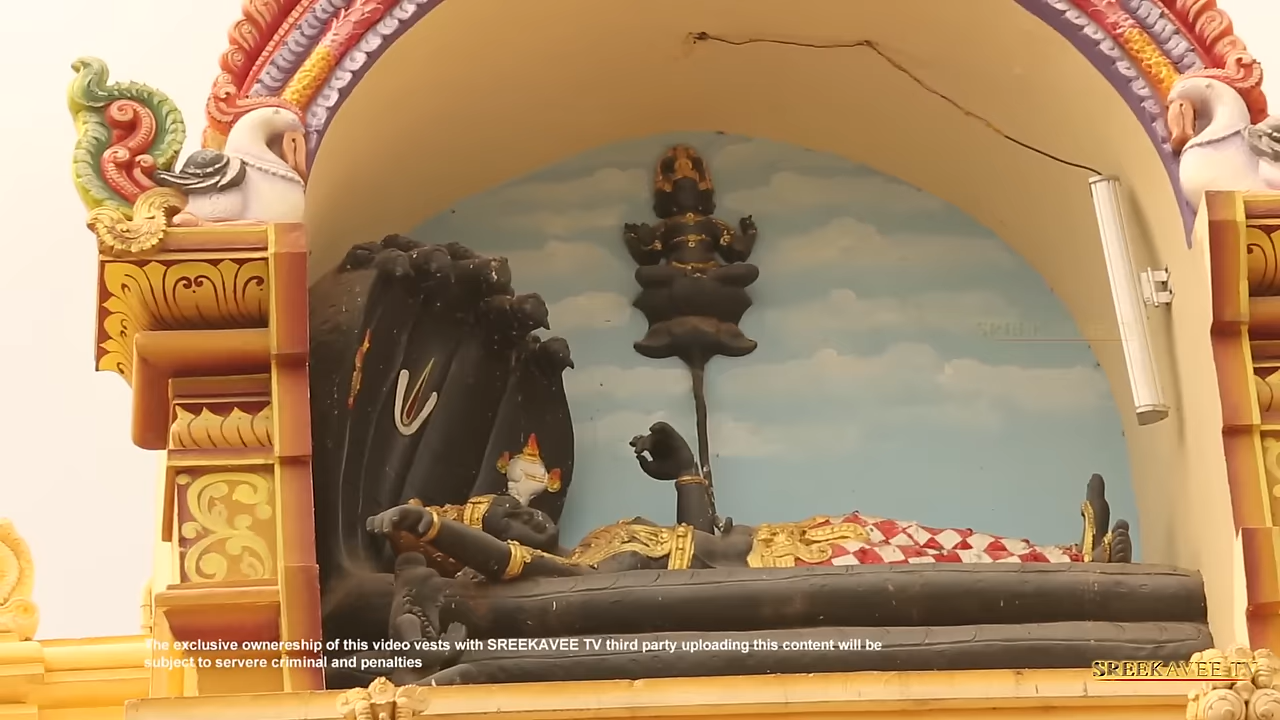 The exclusive ownereship of this video vests with SREEKAVEE TV third party uploading this content will be
subject to servere criminal and penalties
SREEKAVEE TV